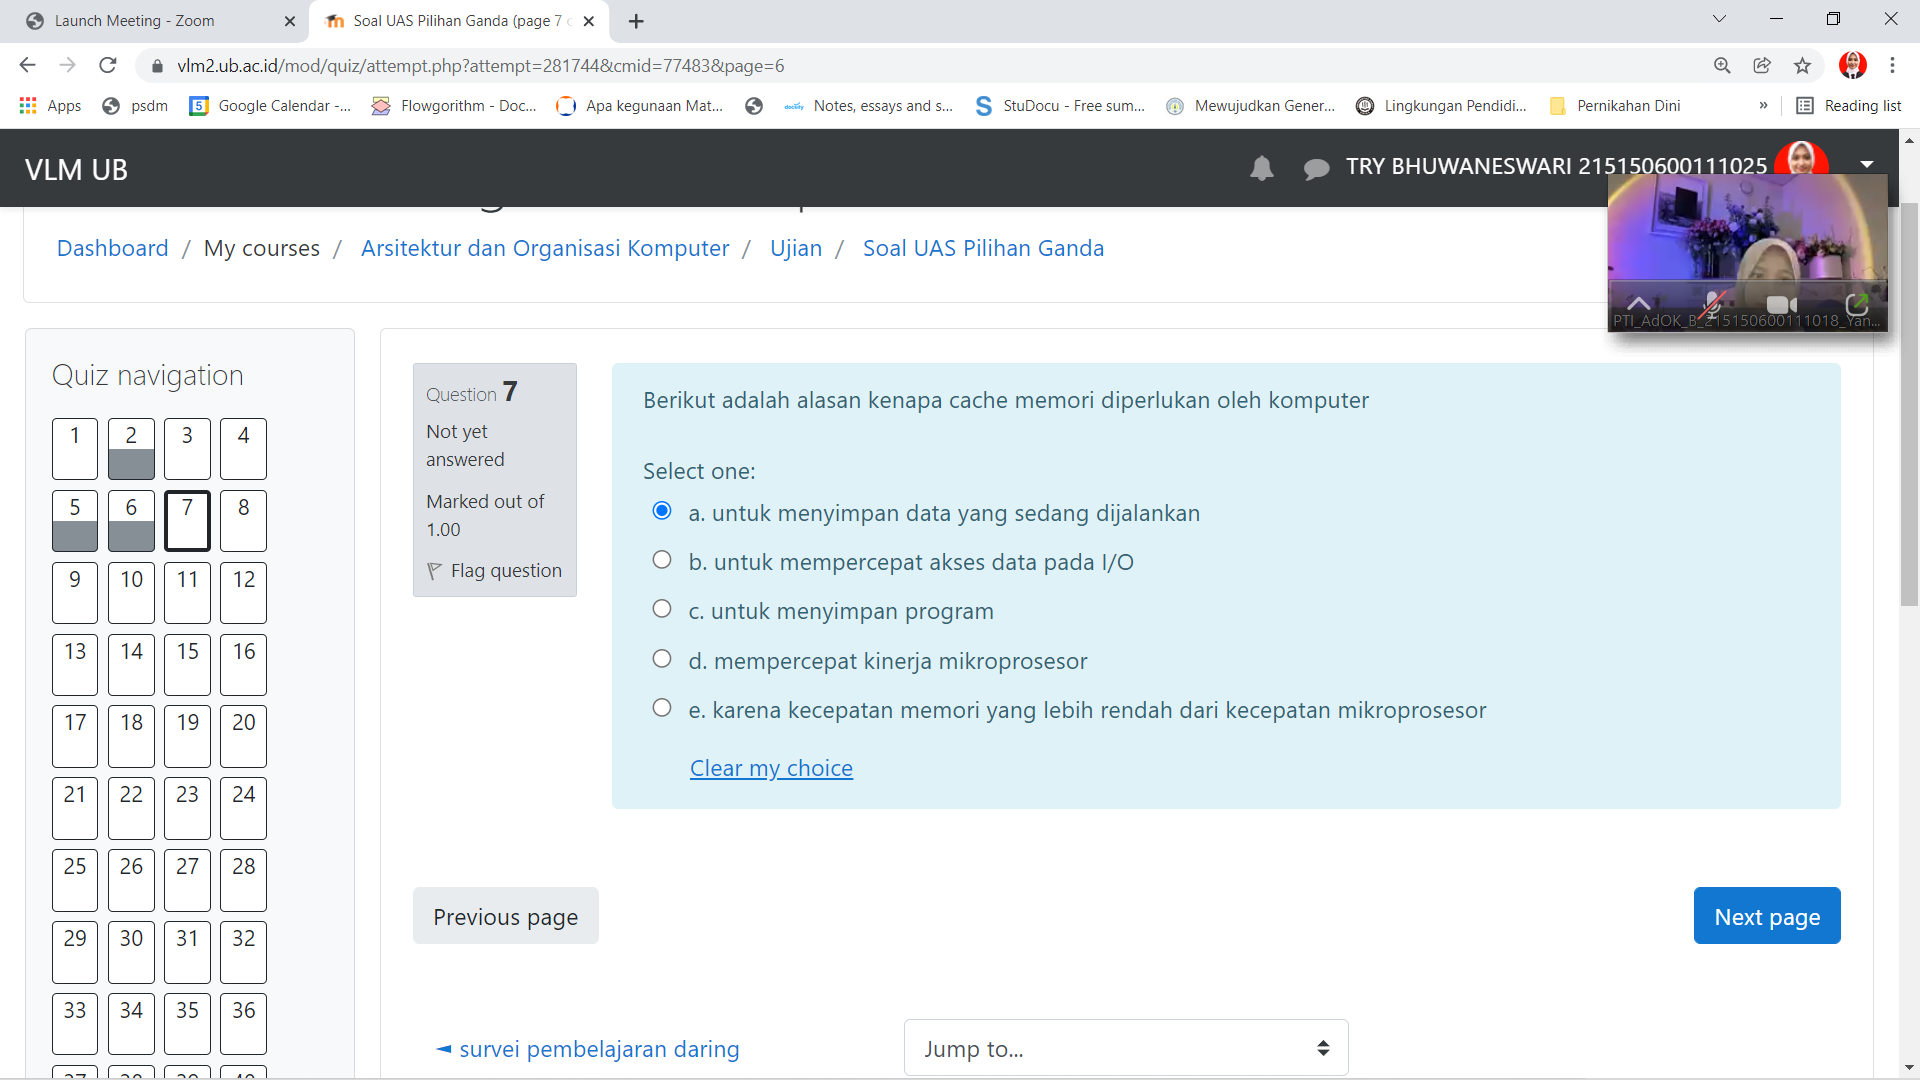 Launch Meeting - Zoom
Soal UAS Pilihan Ganda (page 7
vlm2.ub.ac.id/mod/quiz/attempt.php?attempt=281744&cmid=77483&page=6
Apps
psdm
Google Calendar -...
Flowgorithm - Doc...
Apa kegunaan Mat...
Notes, essays and s...
StuDocu - Free sum...
Mewujudkan Gener...
Lingkungan Pendidi...
Pernikahan Dini
»
Reading list
VLM UB
TRY BHUWANESWARI 215150600111025
Dashboard / My courses / Arsitektur dan Organisasi Komputer / Ujian / Soal UAS Pilihan Ganda
PTI_AdOK_B_215150600111018_Yan...
Quiz navigation
1 2 3 4
5 6 7 8
9 10 11 12
13 14 15 16
17 18 19 20
21 22 23 24
25 26 27 28
29 30 31 32
33 34 35 36
Question 7
Not yet
answered
Marked out of
1.00
Flag question
Berikut adalah alasan kenapa cache memori diperlukan oleh komputer
Select one:
a. untuk menyimpan data yang sedang dijalankan
b. untuk mempercepat akses data pada I/O
c. untuk menyimpan program
d. mempercepat kinerja mikroprosesor
e. karena kecepatan memori yang lebih rendah dari kecepatan mikroprosesor
Clear my choice
Previous page
Next page
◄ survei pembelajaran daring
Jump to...